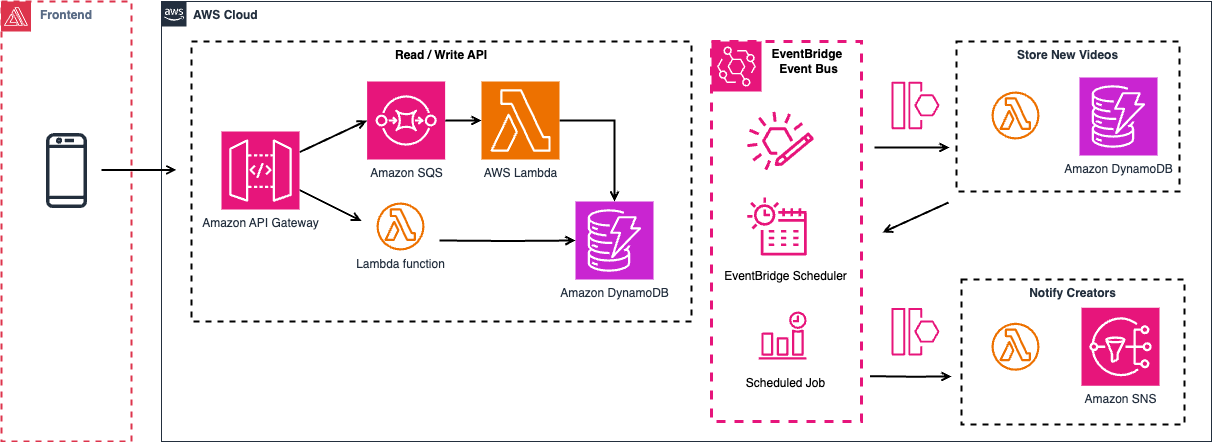 Frontend
aws
AWS Cloud
Read / Write API
Amazon SQS
AWS Lambda
</>
Amazon API Gateway
Lambda function
Amazon DynamoDB
EventBridge
Event Bus
EventBridge Scheduler
Scheduled Job
Store New Videos
Amazon DynamoDB
Notify Creators
Amazon SNS